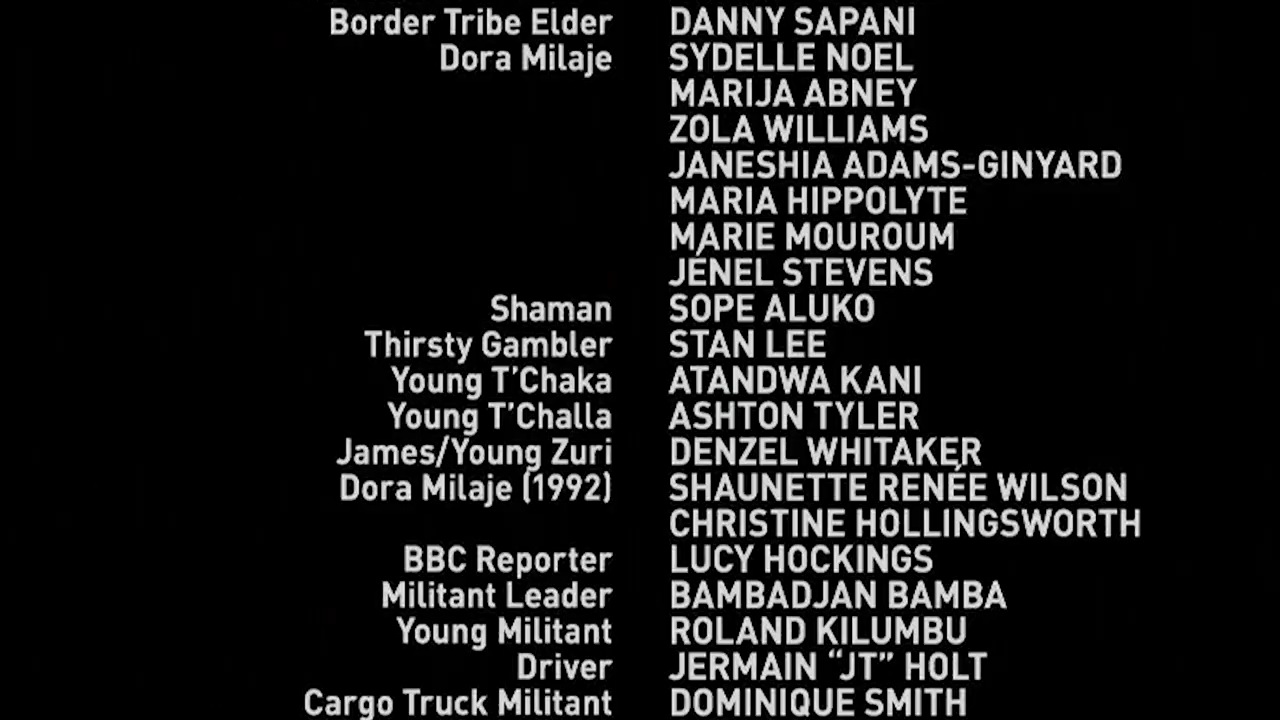 Border Tribe Elder DANNY SAPANI
Dora Milaje SYDELLE NOEL
MARIJA ABNEY
ZOLA WILLIAMS
JANESHIA ADAMS-GINYARD
MARIA HIPPOLYTE
MARIE MOUROUM
JÉNEL STEVENS
Shaman SOPE ALUKO
Thirsty Gambler STAN LEE
Young T’Chaka ATANDWA KANI
Young T’Challa ASHTON TYLER
James/Young Zuri DENZEL WHITAKER
Dora Milaje (1992) SHAUNETTE RENÉE WILSON
CHRISTINE HOLLINGSWORTH
BBC Reporter LUCY HOCKINGS
Militant Leader BAMBADJAN BAMBA
Young Militant ROLAND KILUMBU
Driver JERMAIN “JT” HOLT
Cargo Truck Militant DOMINIQUE SMITH